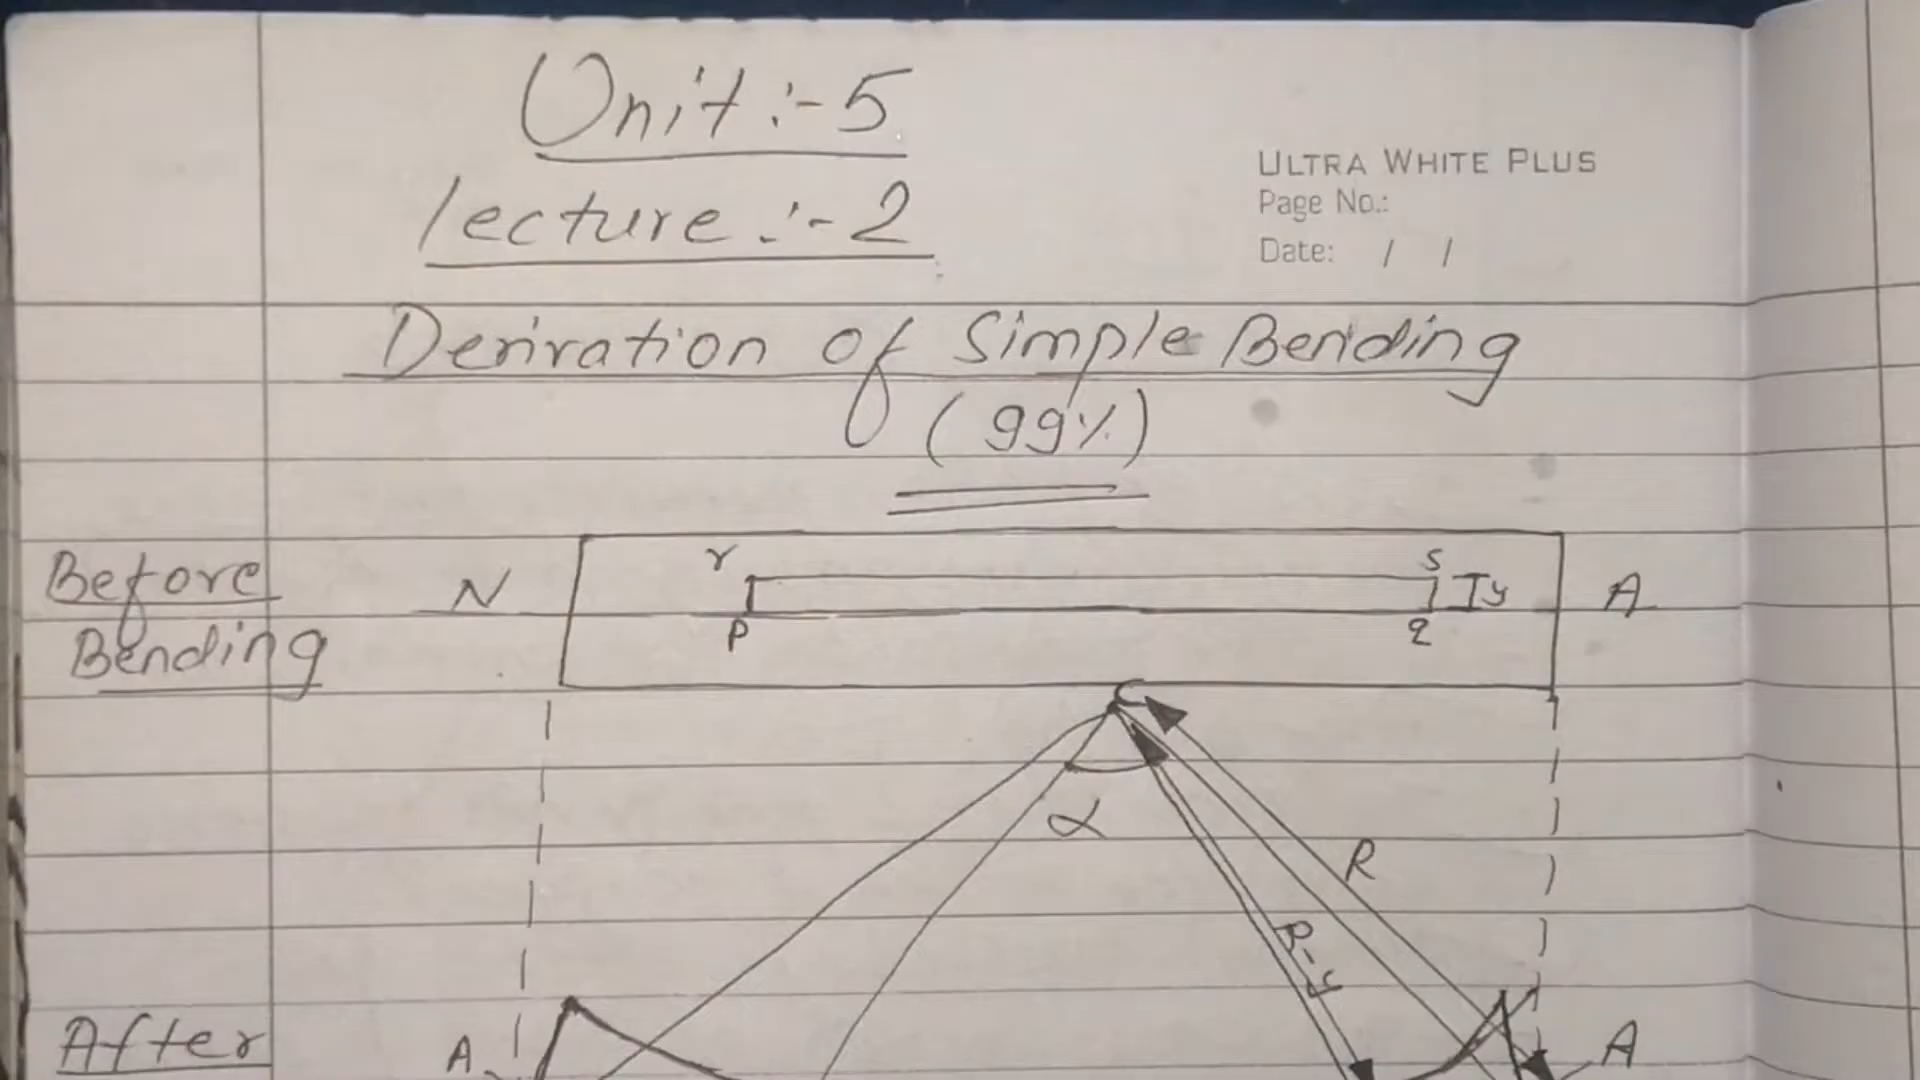 Unit :- 5
lecture :- 2
ULTRA WHITE PLUS
Page No.:
Date: / /
Derivation of Simple Bending
(99%)
Before
Bending
N
r
s
y
A
p
q
C
α
R
R-y
After
A
A